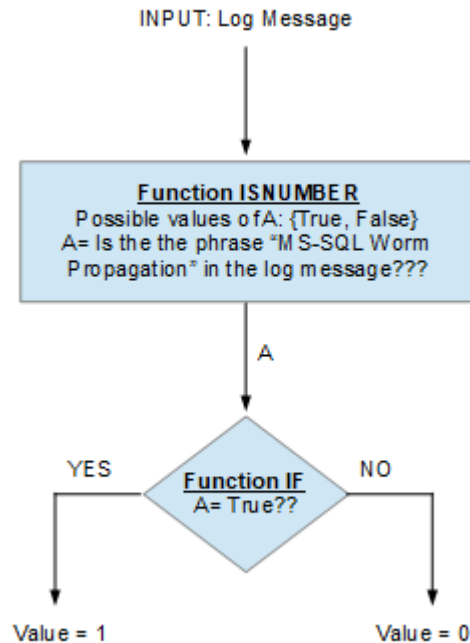 INPUT: Log Message
Function ISNUMBER
Possible values of A: {True, False}
A= Is the the phrase “MS-SQL Worm
Propagation” in the log message???
A
YES
NO
Function IF
A= True??
Value = 1
Value = 0